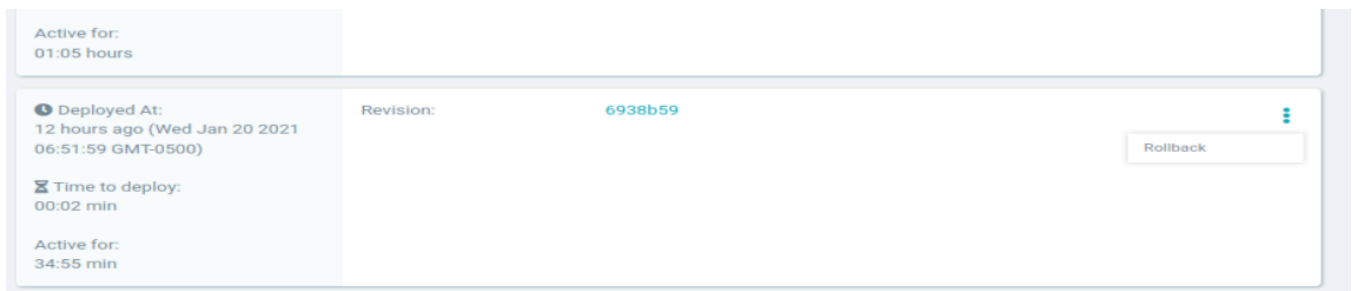 Active for:
01:05 hours
Deployed At:
12 hours ago (Wed Jan 20 2021
06:51:59 GMT-0500)
Time to deploy:
00:02 min
Active for:
34:55 min
Revision: 6938b59
Rollback